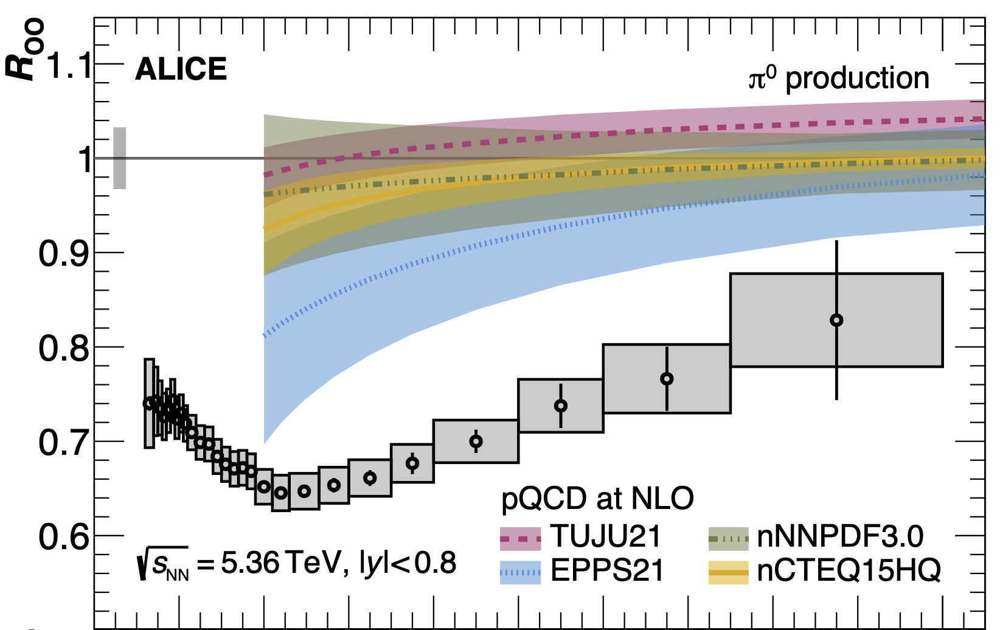 R_OO
1.1
1
0.9
0.8
0.7
0.6
ALICE
π⁰ production
pQCD at NLO
TUJU21
nNNPDF3.0
EPPS21
nCTEQ15HQ
√s_NN = 5.36 TeV, |y|<0.8